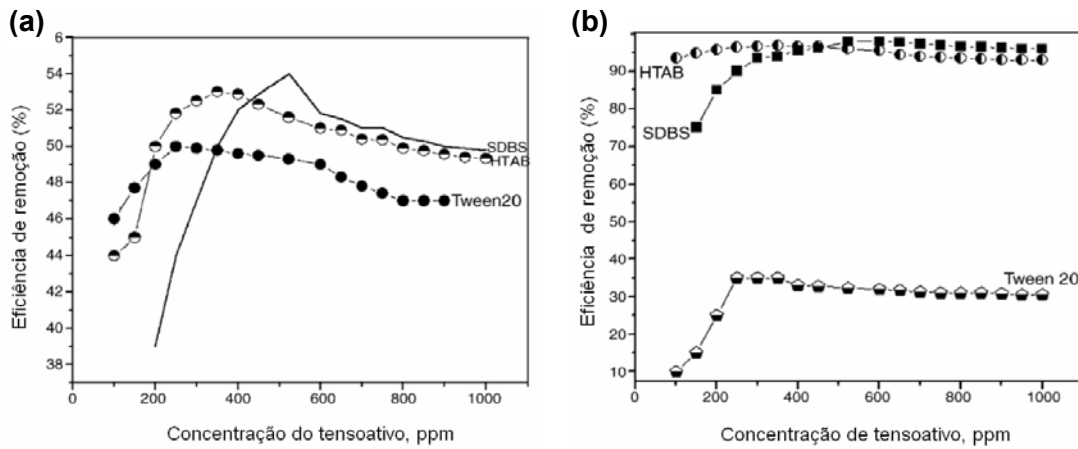 (a)
Eficiência de remoção (%)
6
54
52
50
48
46
44
42
40
39
38
SDBS
HTAB
Tween20
0 200 400 600 800 1000
Concentração do tensoativo, ppm
(b)
Eficiência de remoção (%)
90
80
70
60
50
40
30
20
10
HTAB
SDBS
Tween 20
0 200 400 600 800 1000
Concentração de tensoativo, ppm